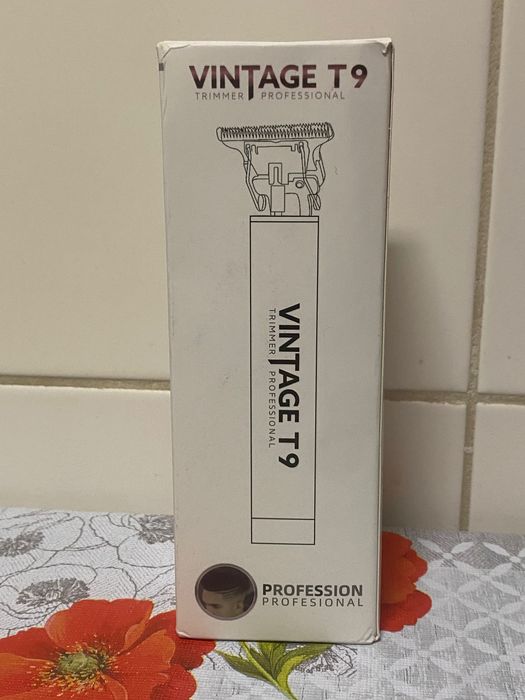 VINTAGE T9
TRIMMER PROFESSIONAL
VINTAGE T9
TRIMMER PROFESSIONAL
PROFESSION
PROFESIONAL